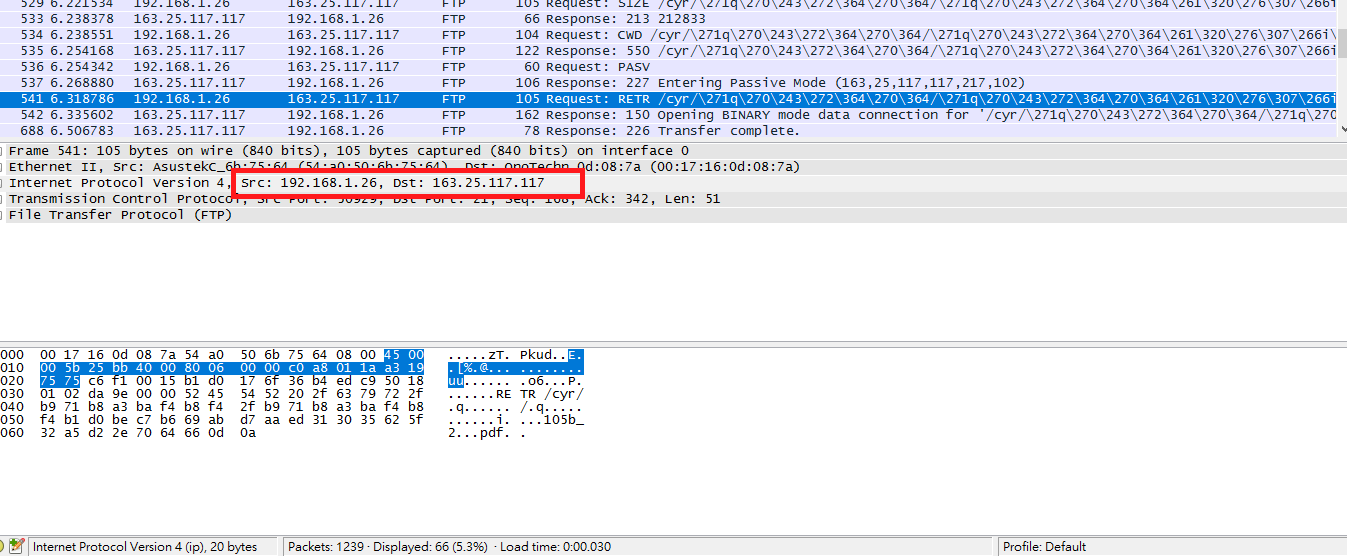 529 6.221534 192.168.1.26 163.25.117.117 FTP 105 Request: SIZE /cyr/\271q\270\243\272\364\270\364/\271q\270\243\272\364\270\364\261\320\276\307\266i
533 6.238378 163.25.117.117 192.168.1.26 FTP 66 Response: 213 212833
534 6.238551 192.168.1.26 163.25.117.117 FTP 104 Request: CWD /cyr/\271q\270\243\272\364\270\364/\271q\270\243\272\364\270\364\261\320\276\307\266i\
535 6.254168 163.25.117.117 192.168.1.26 FTP 122 Response: 550 /cyr/\271q\270\243\272\364\270\364/\271q\270\243\272\364\270\364\261\320\276\307\266i
536 6.254342 192.168.1.26 163.25.117.117 FTP 60 Request: PASV
537 6.268880 163.25.117.117 192.168.1.26 FTP 106 Response: 227 Entering Passive Mode (163,25,117,117,217,102)
541 6.318786 192.168.1.26 163.25.117.117 FTP 105 Request: RETR /cyr/\271q\270\243\272\364\270\364/\271q\270\243\272\364\270\364\261\320\276\307\266i
542 6.335602 163.25.117.117 192.168.1.26 FTP 162 Response: 150 Opening BINARY mode data connection for '/cyr/\271q\270\243\272\364\270\364/\271q\270
688 6.506783 163.25.117.117 192.168.1.26 FTP 78 Response: 226 Transfer complete.
Frame 541: 105 bytes on wire (840 bits), 105 bytes captured (840 bits) on interface 0
Ethernet II, Src: AsustekC_6b:75:64 (54:a0:50:6b:75:64), Dst: OnoTechn_0d:08:7a (00:17:16:0d:08:7a)
Internet Protocol Version 4, Src: 192.168.1.26, Dst: 163.25.117.117
Transmission Control Protocol, Src Port: 50929, Dst Port: 21, Seq: 108, Ack: 342, Len: 51
File Transfer Protocol (FTP)
000 00 17 16 0d 08 7a 54 a0 50 6b 75 64 08 00 45 00 .....zT. Pkud..E.
010 00 5b 25 bb 40 00 80 06 00 00 c0 a8 01 1a a3 19 .[%.@... ........
020 75 75 c6 f1 00 15 b1 d0 17 6f 36 b4 ed c9 50 18 uu...... .o6...P.
030 01 02 da 9e 00 00 52 45 54 52 20 2f 63 79 72 2f ......RE TR /cyr/
040 b9 71 b8 a3 ba f4 b8 f4 2f b9 71 b8 a3 ba f4 b8 .q...... /.q.....
050 f4 b1 d0 be c7 b6 69 ab d7 aa ed 31 30 35 62 5f ......i. ...105b_
060 32 a5 d2 2e 70 64 66 0d 0a 2...pdf. .
Internet Protocol Version 4 (ip), 20 bytes
Packets: 1239 · Displayed: 66 (5.3%) · Load time: 0:00.030
Profile: Default